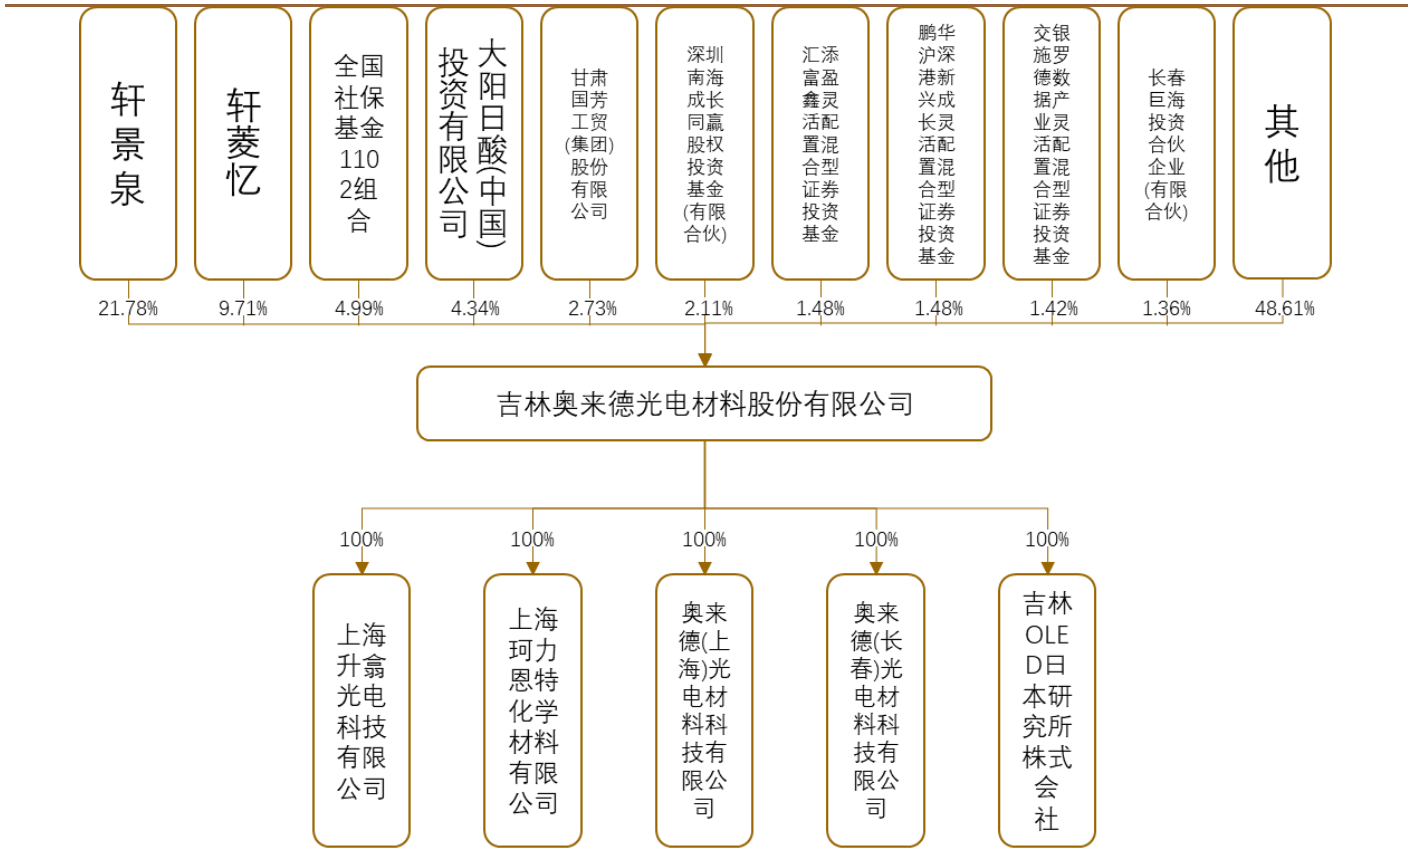 轩
景
泉
轩
菱
忆
全国
社保
基金
110
2组
合
大阳日酸(中国)
投资有限公司
甘肃
国芳
工贸
(集团)
股份
有限
公司
深圳
南海
成长
同赢
股权
投资
基金
(有限
合伙)
汇添
富盈
鑫灵
活配
置混
合型
证券
投资
基金
鹏华
沪深
港新
兴成
长灵
活配
置混
合型
证券
投资
基金
交银
施罗
德数
据产
业灵
活配
置混
合型
证券
投资
基金
长春
巨海
投资
合伙
企业
(有限
合伙)
其
他
21.78%
9.71%
4.99%
4.34%
2.73%
2.11%
1.48%
1.48%
1.42%
1.36%
48.61%
吉林奥来德光电材料股份有限公司
100%
100%
100%
100%
100%
上海
升翕
光电
科技
有限
公司
上海
珂力
恩特
化学
材料
有限
公司
奥来
德(上
海)光
电材
料科
技有
限公
司
奥来
德(长
春)光
电材
料科
技有
限公
司
吉林
OLE
D日
本研
究所
株式
会
社